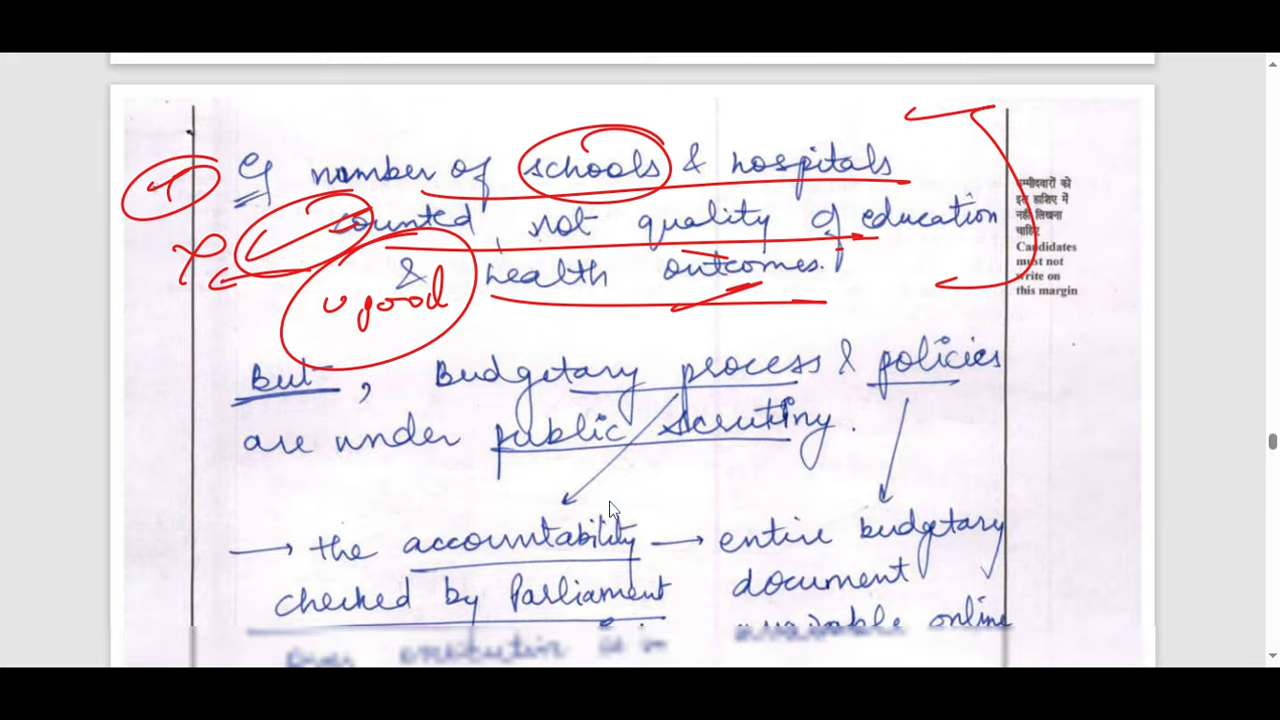 Eg number of schools & hospitals
counted, not quality of education
& health outcomes.
v good
उम्मीदवारों को
इस हाशिए में
नहीं लिखना
चाहिए
Candidates
must not
write on
this margin
But, Budgetary process & policies
are under public scrutiny.
→ the accountability
checked by Parliament
→ entire budgetary
document
available online